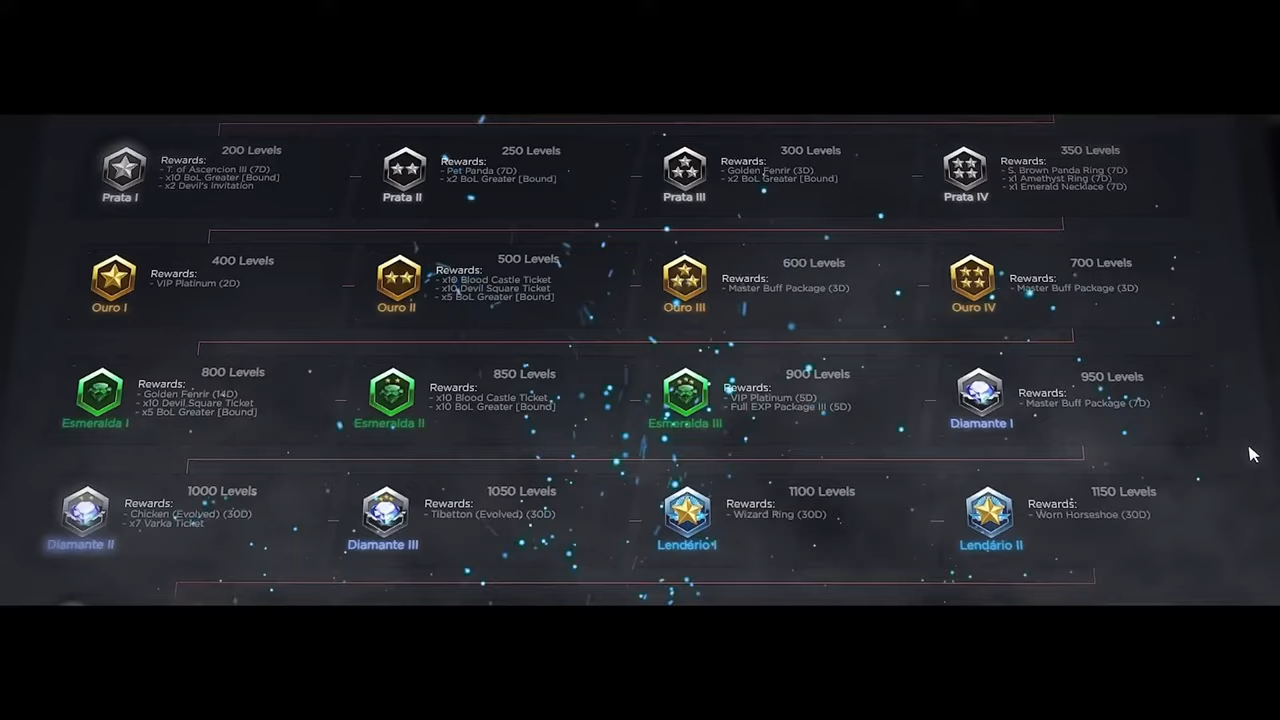 200 Levels
Rewards:
- T. of Ascencion III (7D)
- x10 BoL Greater [Bound]
- x2 Devil's Invitation
Prata I
250 Levels
Rewards:
- Pet Panda (7D)
- x2 BoL Greater [Bound]
Prata II
300 Levels
Rewards:
- Golden Fenrir (3D)
- x2 BoL Greater [Bound]
Prata III
350 Levels
Rewards:
- S. Brown Panda Ring (7D)
- x1 Amethyst Ring (7D)
- x1 Emerald Necklace (7D)
Prata IV
400 Levels
Rewards:
- VIP Platinum (2D)
Ouro I
500 Levels
Rewards:
- x10 Blood Castle Ticket
- x10 Devil Square Ticket
- x5 BoL Greater [Bound]
Ouro II
600 Levels
Rewards:
- Master Buff Package (3D)
Ouro III
700 Levels
Rewards:
- Master Buff Package (3D)
Ouro IV
800 Levels
Rewards:
- Golden Fenrir (14D)
- x10 Devil Square Ticket
- x5 BoL Greater [Bound]
Esmeralda I
850 Levels
Rewards:
- x10 Blood Castle Ticket
- x10 BoL Greater [Bound]
Esmeralda II
900 Levels
Rewards:
- VIP Platinum (5D)
- Full EXP Package III (5D)
Esmeralda III
950 Levels
Rewards:
- Master Buff Package (7D)
Diamante I
1000 Levels
Rewards:
- Chicken (Evolved) (30D)
- x7 Varka Ticket
Diamante II
1050 Levels
Rewards:
- Tibetton (Evolved) (30D)
Diamante III
1100 Levels
Rewards:
- Wizard Ring (30D)
Lendário I
1150 Levels
Rewards:
- Worn Horseshoe (30D)
Lendário II